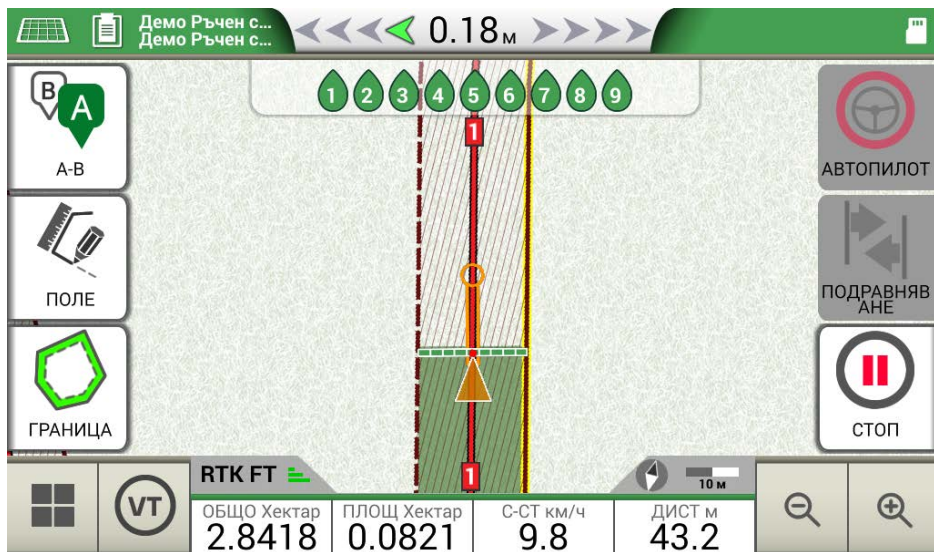 Демо Ръчен с...
Демо Ръчен с...
0.18м
1 2 3 4 5 6 7 8 9
B
A
A-B
1
АВТОПИЛОТ
ПОЛЕ
ПОДРАВНЯВ
АНЕ
ГРАНИЦА
СТОП
1
RTK FT
10 м
VT
ОБЩО Хектар
2.8418
ПЛОЩ Хектар
0.0821
С-СТ км/ч
9.8
ДИСТ м
43.2